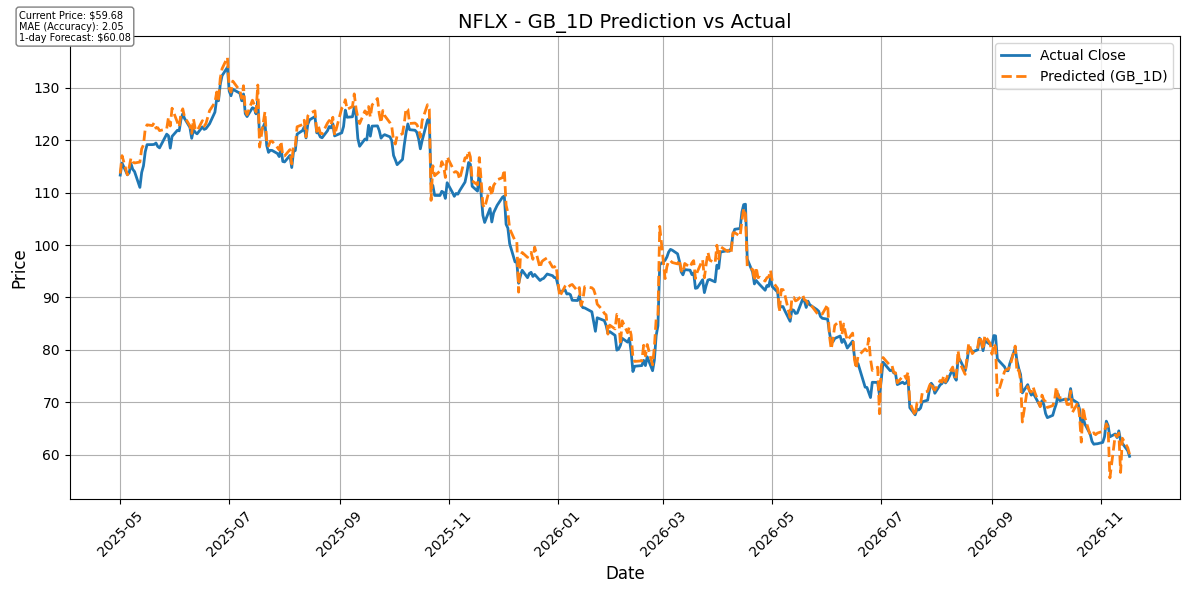 NFLX - GB_1D Prediction vs Actual
Current Price: $59.68
MAE (Accuracy): 2.05
1-day Forecast: $60.08
Actual Close
Predicted (GB_1D)
Price
130
120
110
100
90
80
70
60
2025-05
2025-07
2025-09
2025-11
2026-01
2026-03
2026-05
2026-07
2026-09
2026-11
Date